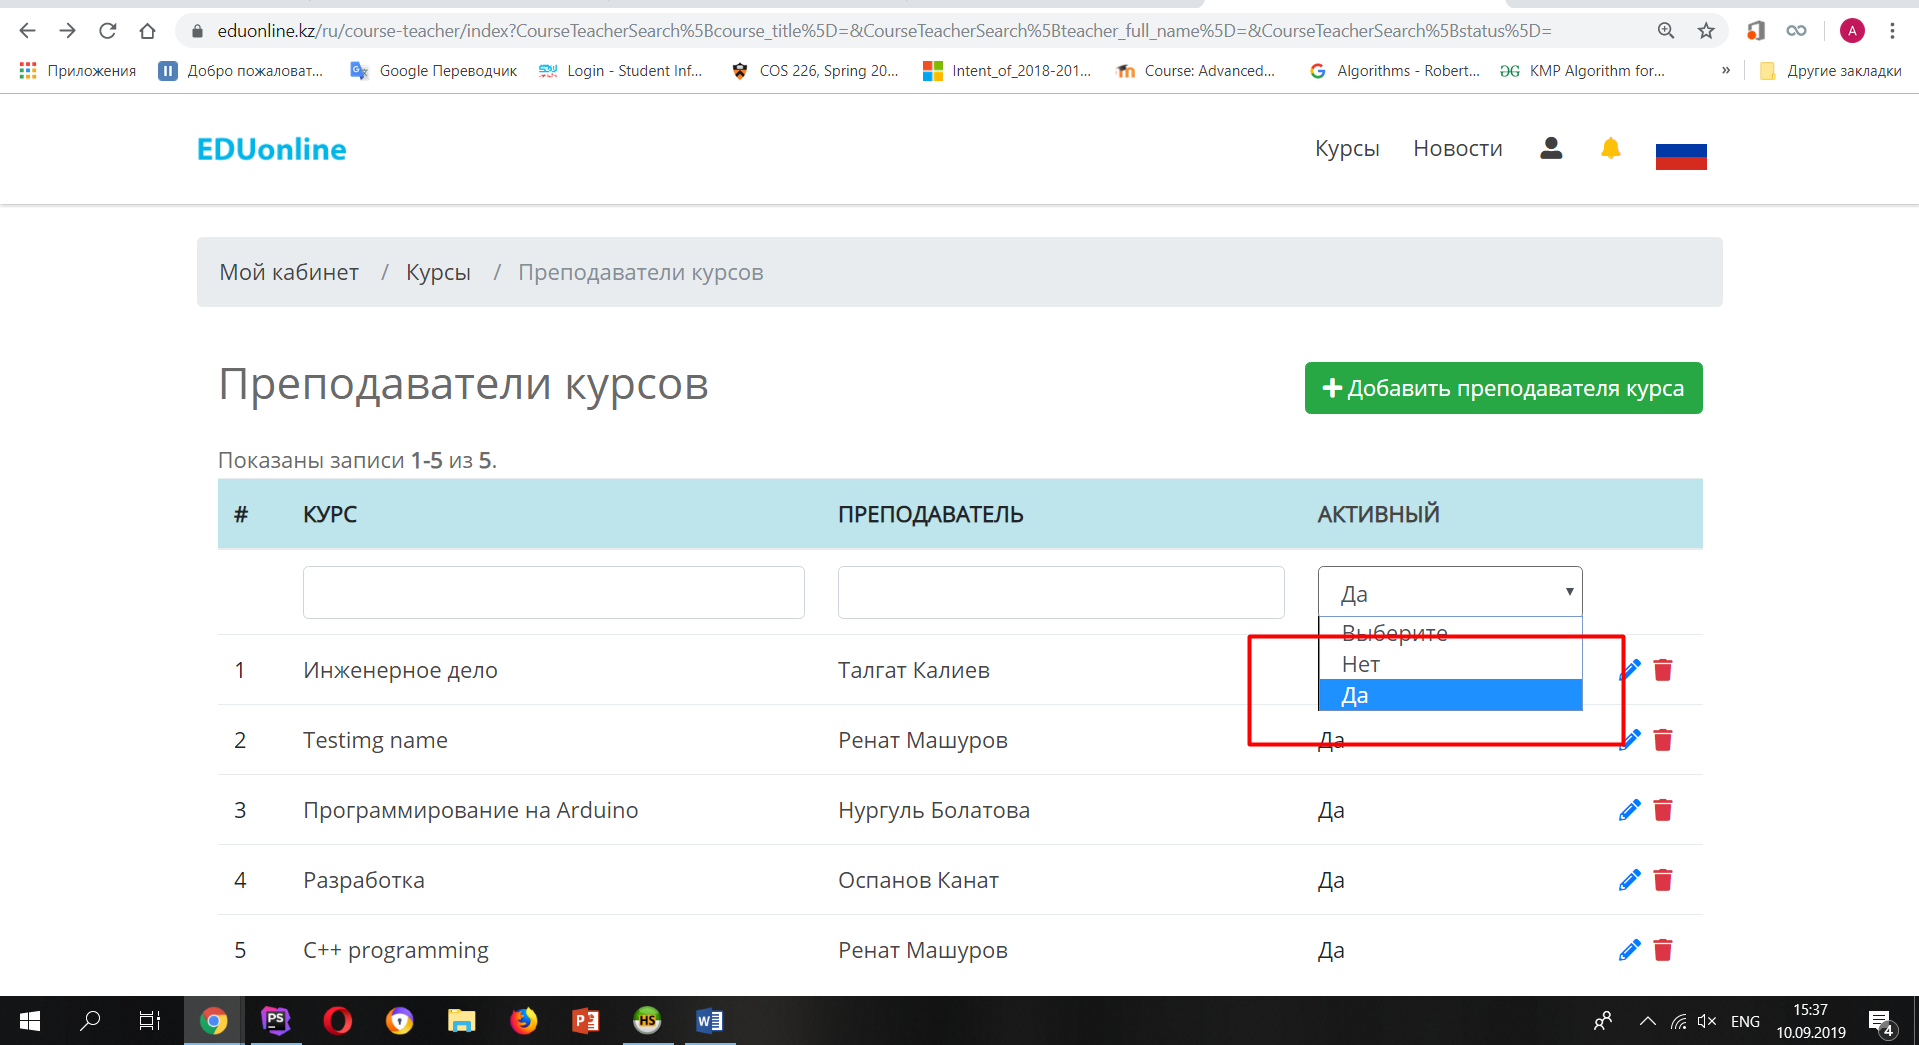 eduonline.kz/ru/course-teacher/index?CourseTeacherSearch%5Bcourse_title%5D=&CourseTeacherSearch%5Bteacher_full_name%5D=&CourseTeacherSearch%5Bstatus%5D=
A
Приложения
Добро пожаловат...
Google Переводчик
Login - Student Inf...
COS 226, Spring 20...
Intent_of_2018-201...
Course: Advanced...
Algorithms - Robert...
KMP Algorithm for...
»
Другие закладки
EDUonline
Курсы
Новости
Мой кабинет / Курсы / Преподаватели курсов
Преподаватели курсов
Добавить преподавателя курса
Показаны записи 1-5 из 5.
# КУРС ПРЕПОДАВАТЕЛЬ АКТИВНЫЙ
Да
Выберите
Нет
Да
1 Инженерное дело Талгат Калиев
2 Testimg name Ренат Машуров Да
3 Программирование на Arduino Нургуль Болатова Да
4 Разработка Оспанов Канат Да
5 C++ programming Ренат Машуров Да
PS
P
HS
W
ENG
15:37
10.09.2019
4